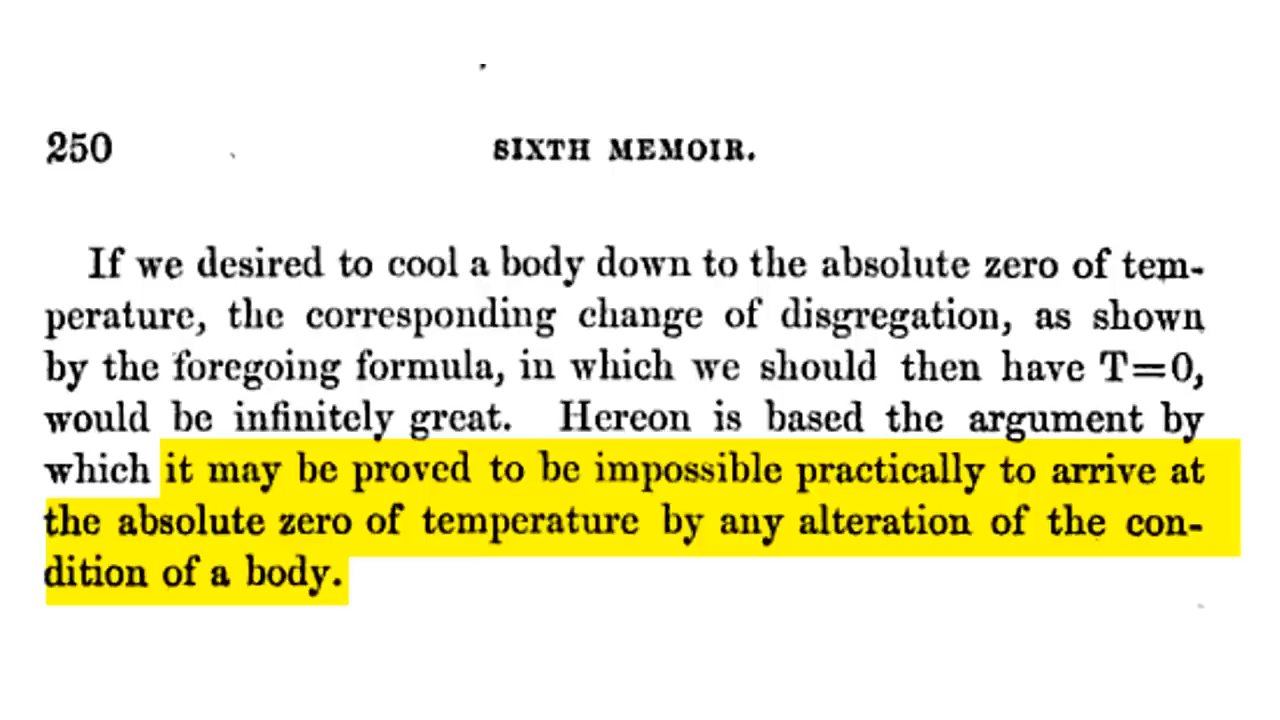 250
SIXTH MEMOIR.
If we desired to cool a body down to the absolute zero of tem-
perature, the corresponding change of disgregation, as shown
by the foregoing formula, in which we should then have T=0,
would be infinitely great. Hereon is based the argument by
which it may be proved to be impossible practically to arrive at
the absolute zero of temperature by any alteration of the con-
dition of a body.